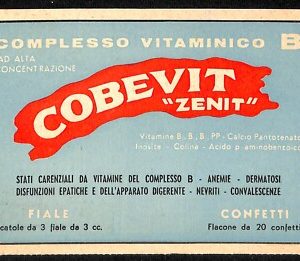 COMPLESSO VITAMINICO B
AD ALTA
CONCENTRAZIONE
COBEVIT
"ZENIT"
Vitamine B, B, B, PP - Calcio Pantotenato
Inosite - Colina - Acido p. aminobenzoico
STATI CARENZIALI DA VITAMINE DEL COMPLESSO B - ANEMIE - DERMATOSI
DISFUNZIONI EPATICHE E DELL'APPARATO DIGERENTE - NEVRITI - CONVALESCENZE
FIALE
CONFETTI
catole da 3 fiale da 3 cc.
Flacone da 20 confetti